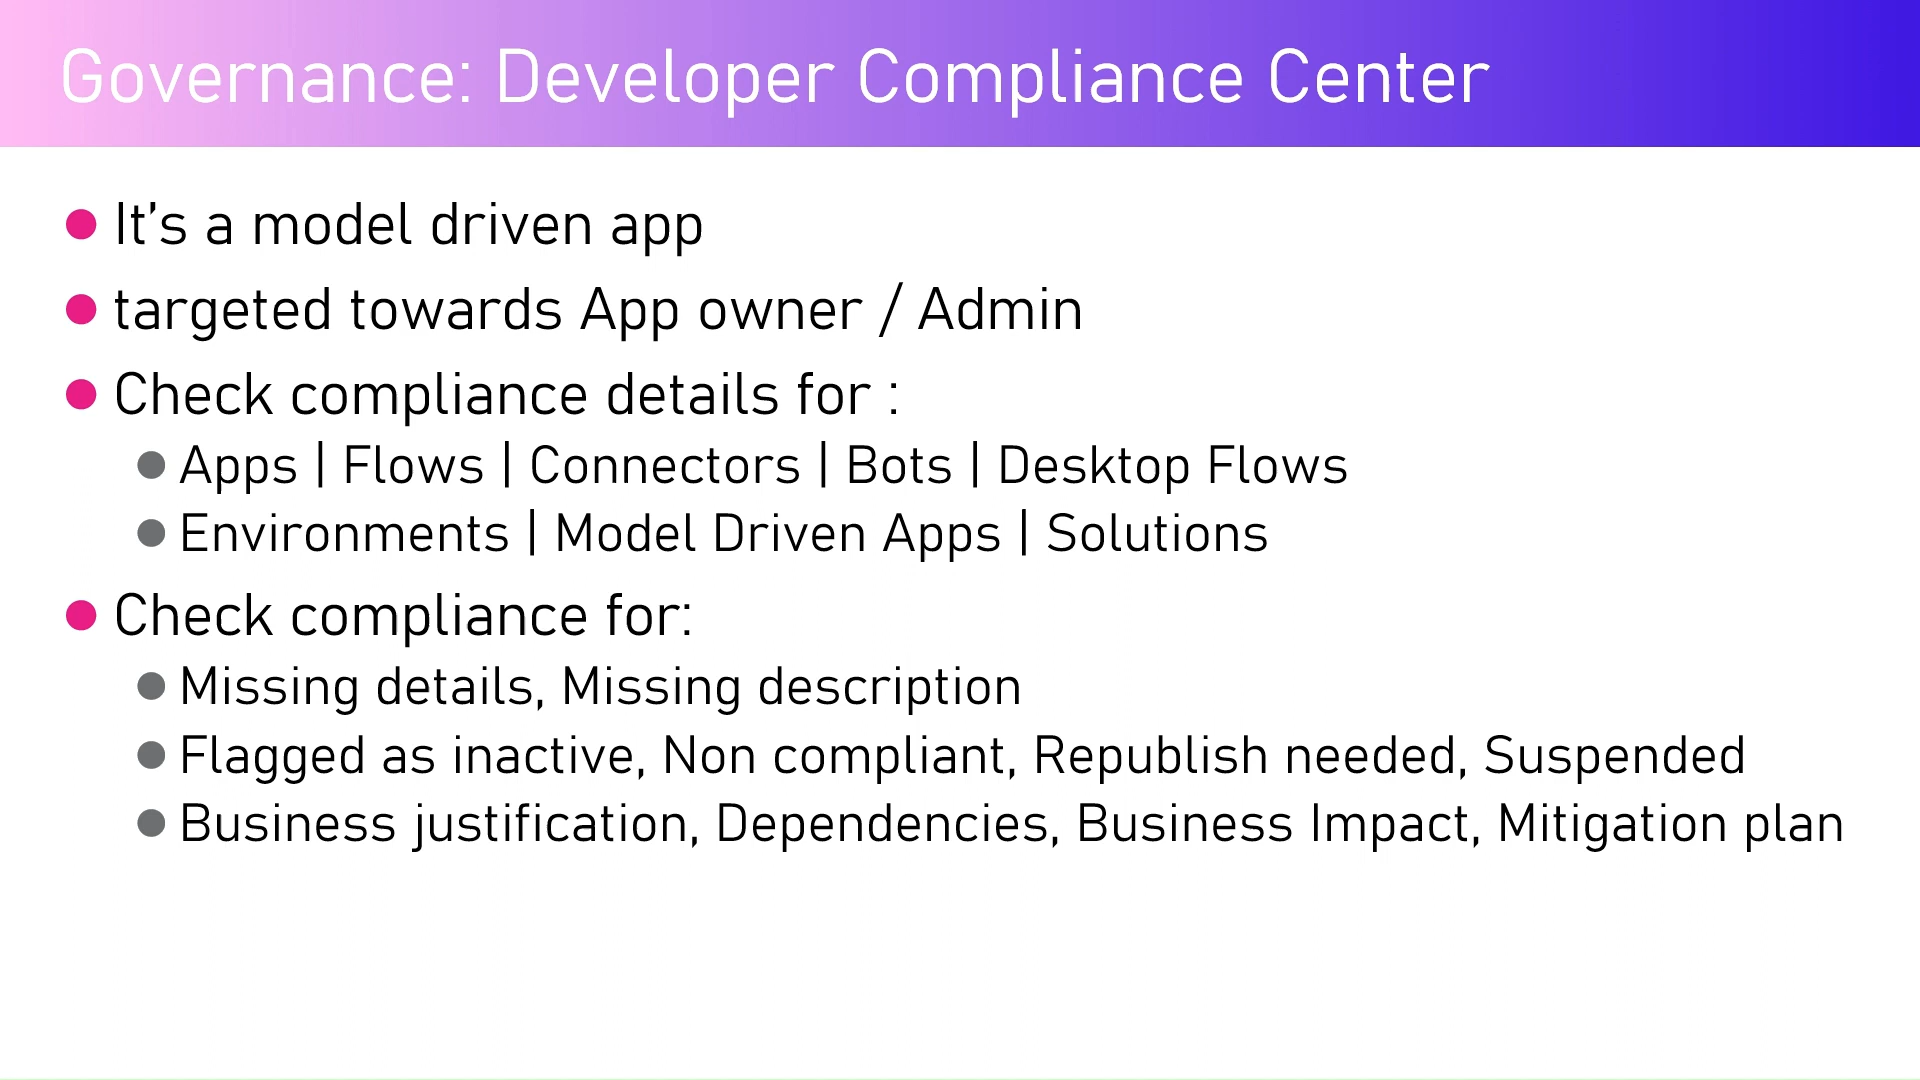 Governance: Developer Compliance Center
It's a model driven app
targeted towards App owner / Admin
Check compliance details for :
Apps | Flows | Connectors | Bots | Desktop Flows
Environments | Model Driven Apps | Solutions
Check compliance for:
Missing details, Missing description
Flagged as inactive, Non compliant, Republish needed, Suspended
Business justification, Dependencies, Business Impact, Mitigation plan